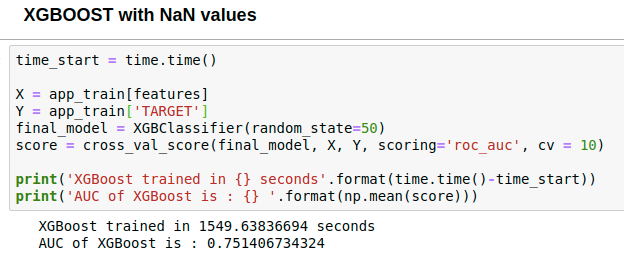 XGBOOST with NaN values
time_start = time.time()
X = app_train[features]
Y = app_train['TARGET']
final_model = XGBClassifier(random_state=50)
score = cross_val_score(final_model, X, Y, scoring='roc_auc', cv = 10)
print('XGBoost trained in {} seconds'.format(time.time()-time_start))
print('AUC of XGBoost is : {} '.format(np.mean(score)))
XGBoost trained in 1549.63836694 seconds
AUC of XGBoost is : 0.751406734324